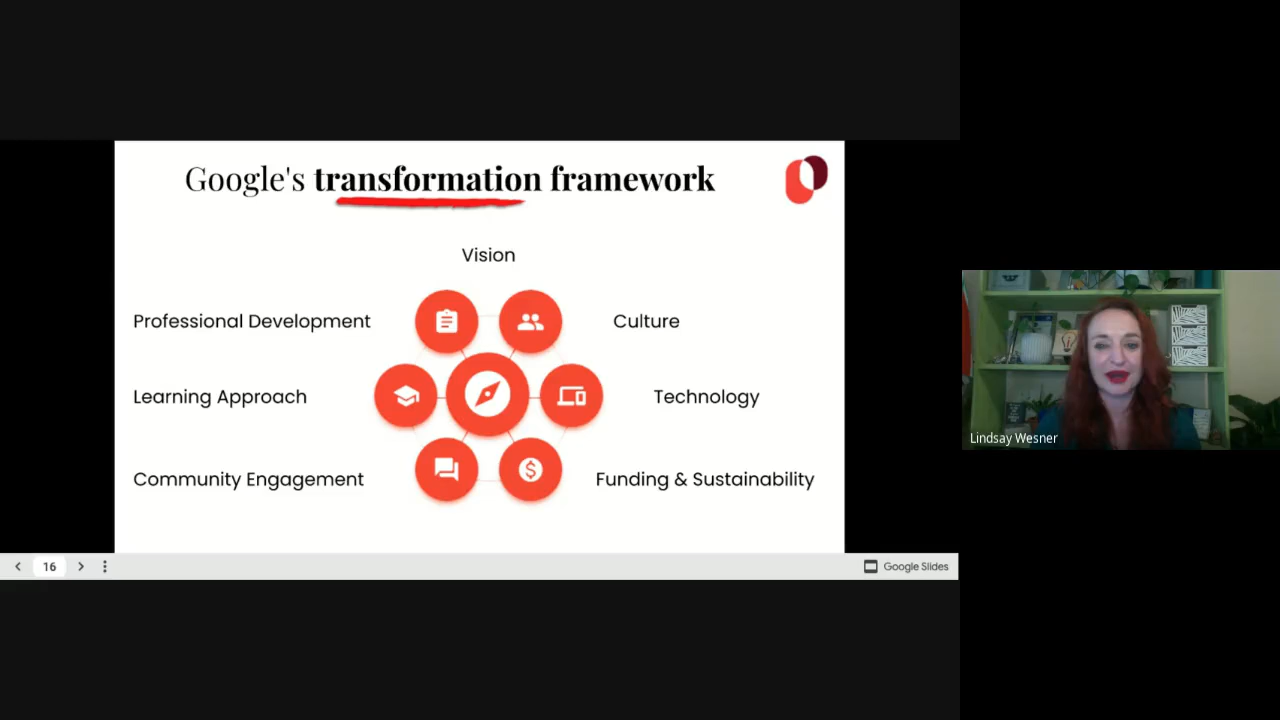 Google's transformation framework
Vision
Professional Development
Culture
Learning Approach
Technology
Community Engagement
Funding & Sustainability
Lindsay Wesner
16
Google Slides